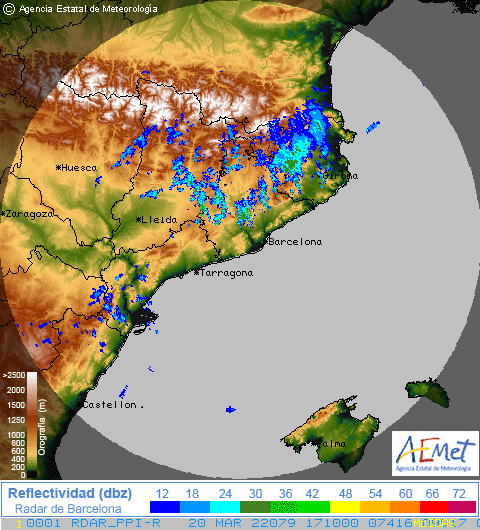 © Agencia Estatal de Meteorología
Huesca
Girona
Zaragoza
Lleida
Barcelona
Tarragona
>2500
2000
1500
1250
1000
800
600
400
200
0
Orografía (m)
Castellon.
Palma
AEMet
Agencia Estatal de Meteorología
Reflectividad (dbz)
Radar de Barcelona
12 18 24 30 36 42 48 54 60 66 72
1 0001 RDAR_PPI-R 20 MAR 22079 171000 07416